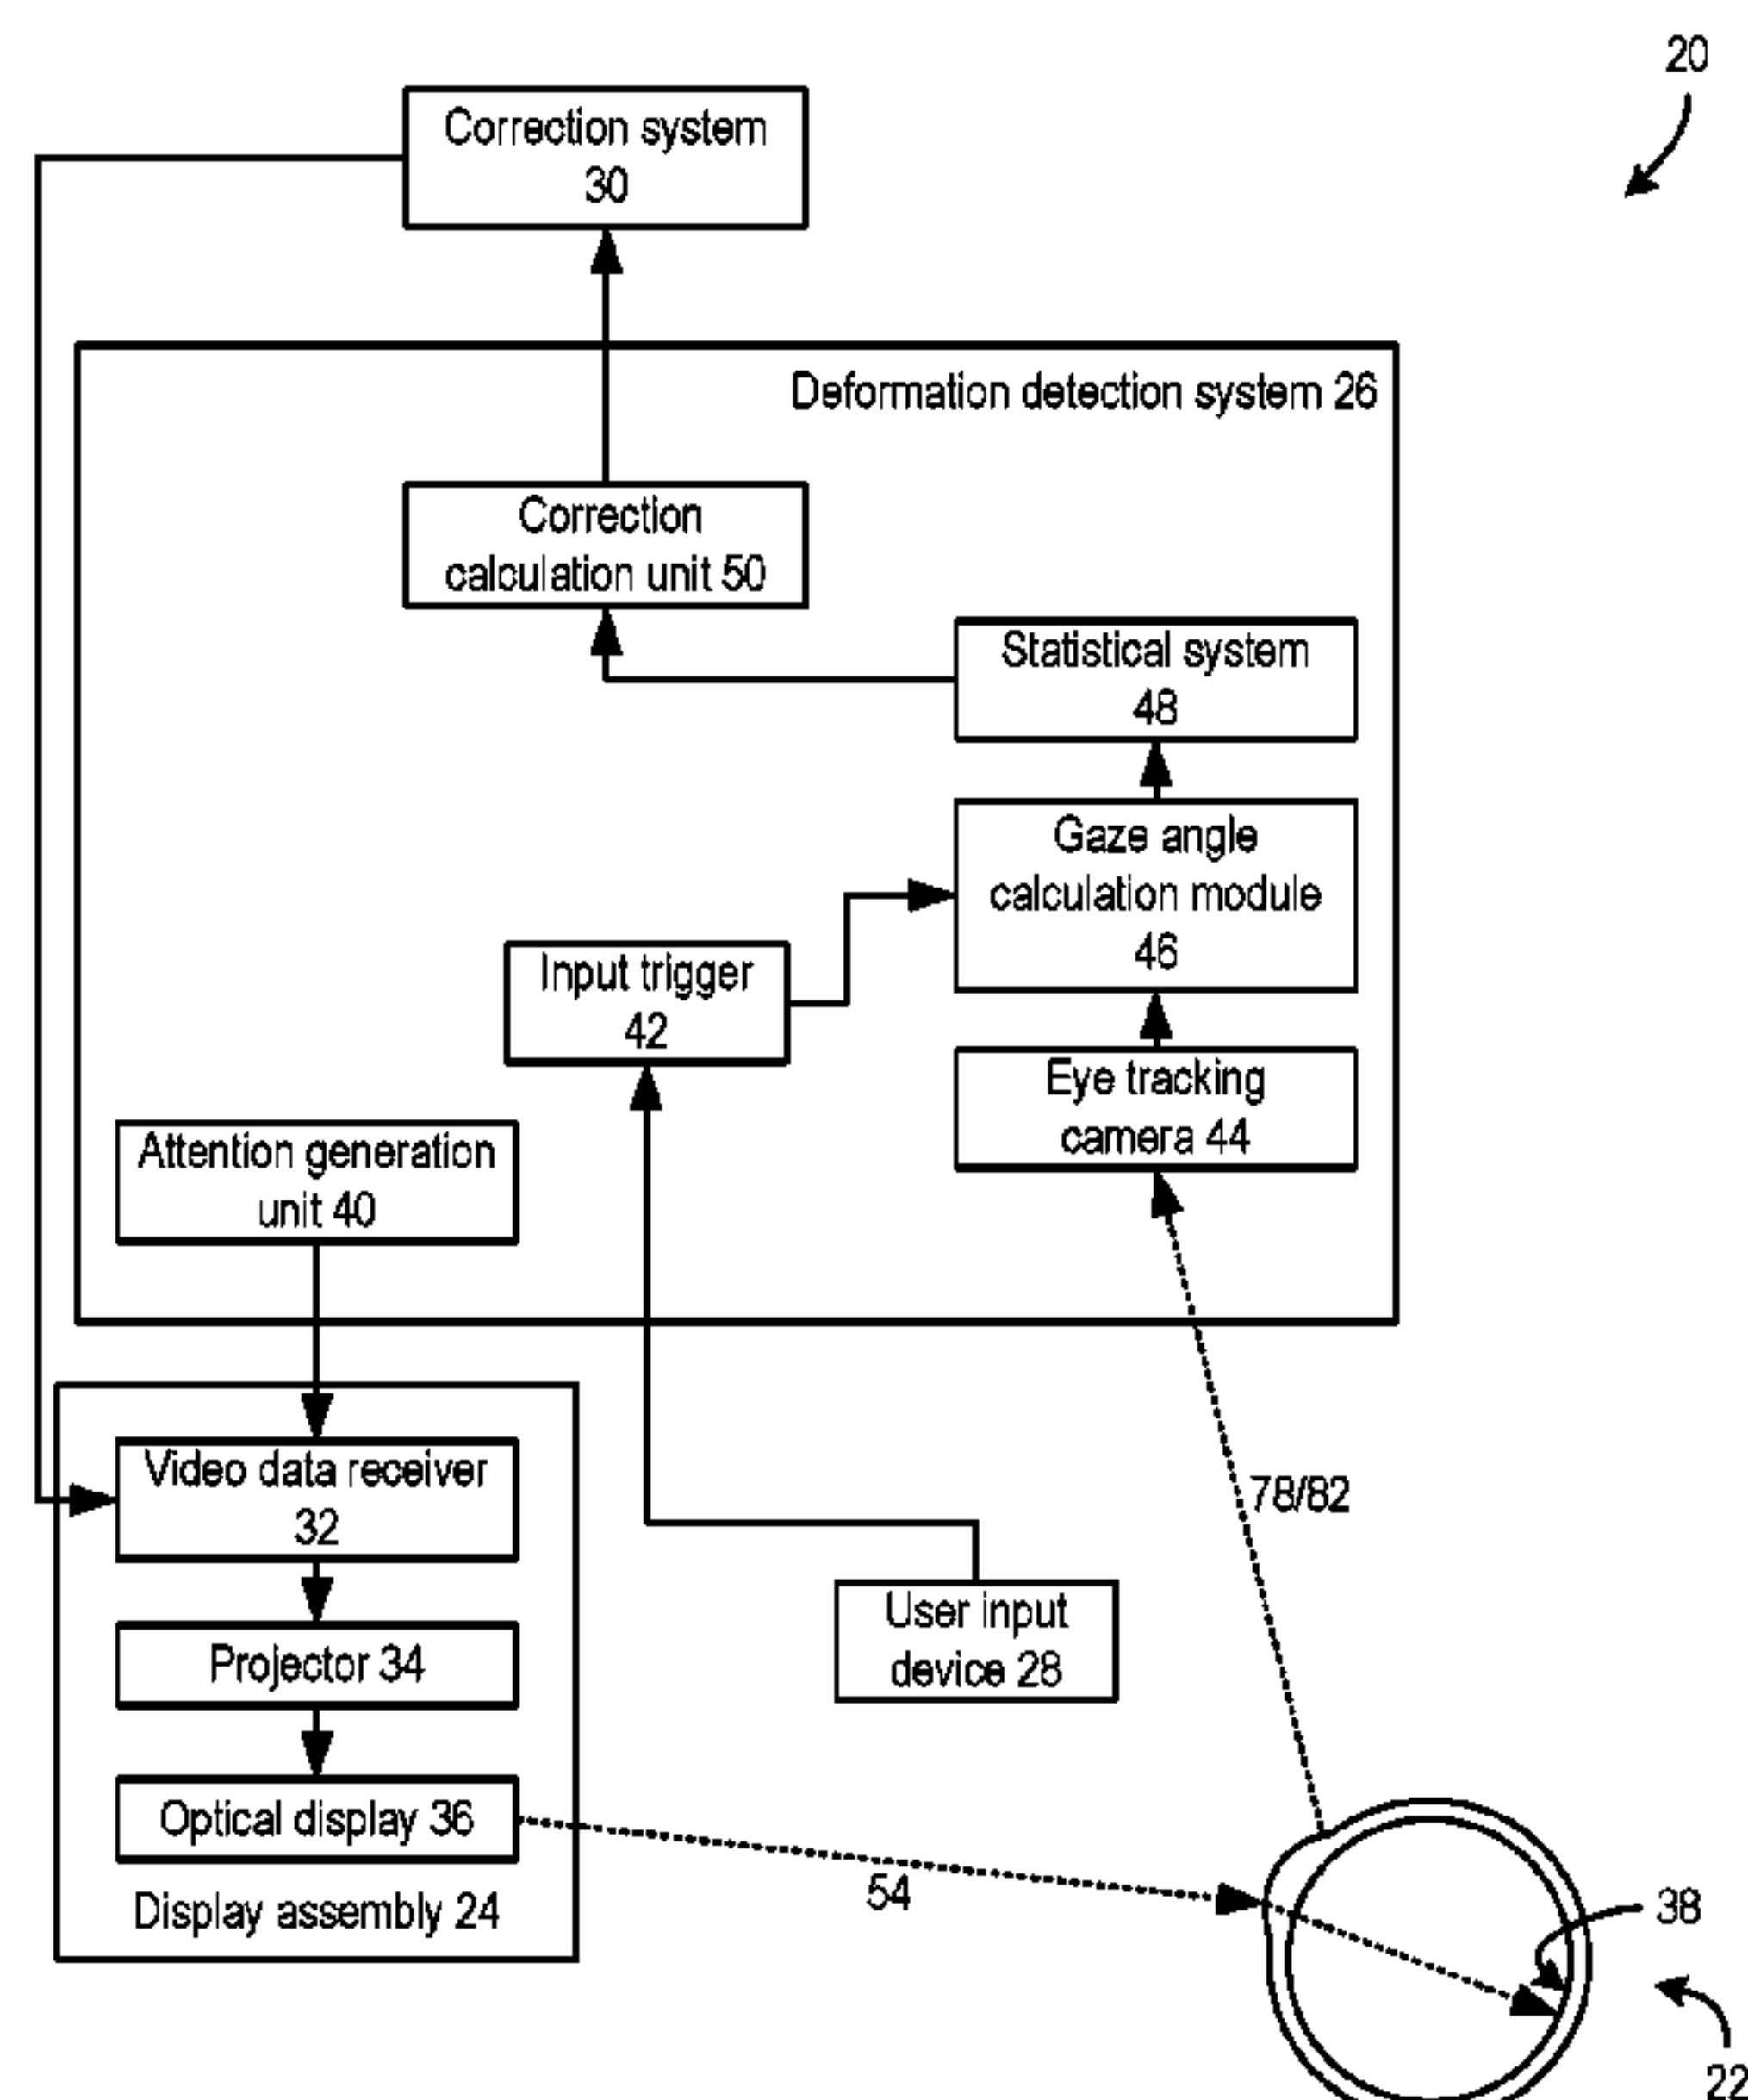 20
Correction system
30
Deformation detection system 26
Correction
calculation unit 50
Statistical system
48
Gaze angle
calculation module
46
Input trigger
42
Eye tracking
camera 44
Attention generation
unit 40
Video data receiver
32
78/82
User input
device 28
Projector 34
Optical display 36
54
Display assembly 24
38
22